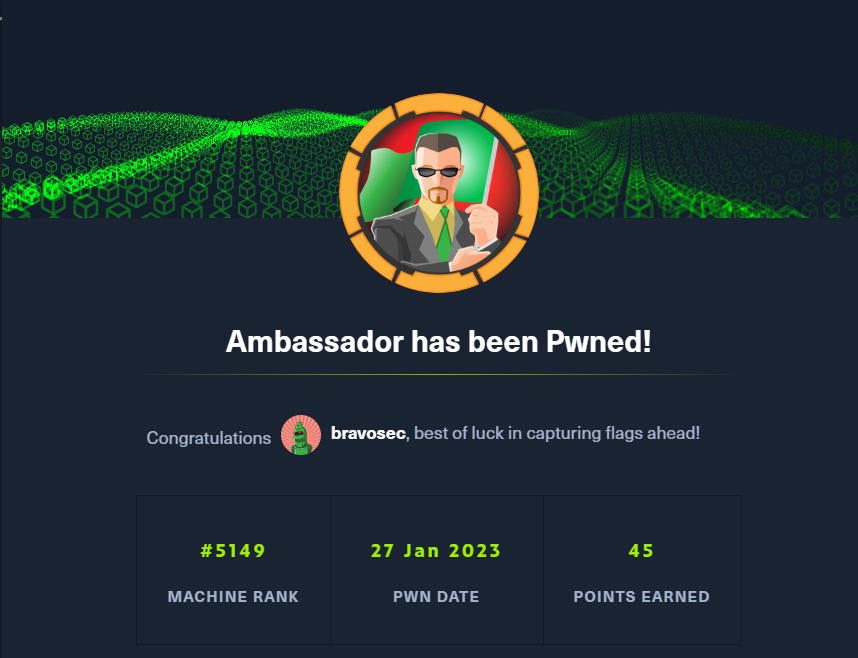 Ambassador has been Pwned!
Congratulations bravosec, best of luck in capturing flags ahead!
#5149 27 Jan 2023 45
MACHINE RANK PWN DATE POINTS EARNED